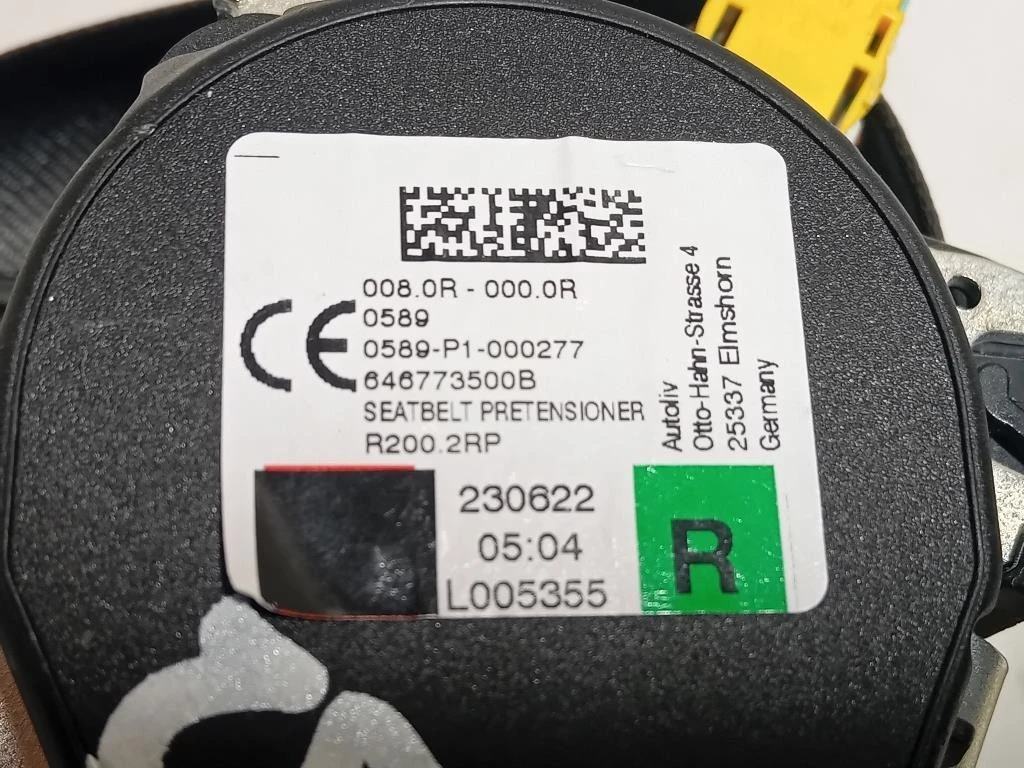 008.0R - 000.0R
CE
0589
0589-P1-000277
646773500B
SEATBELT PRETENSIONER
R200.2RP
230622
05:04
L005355
R
Autoliv
Otto-Hahn-Strasse 4
25337 Elmshorn
Germany